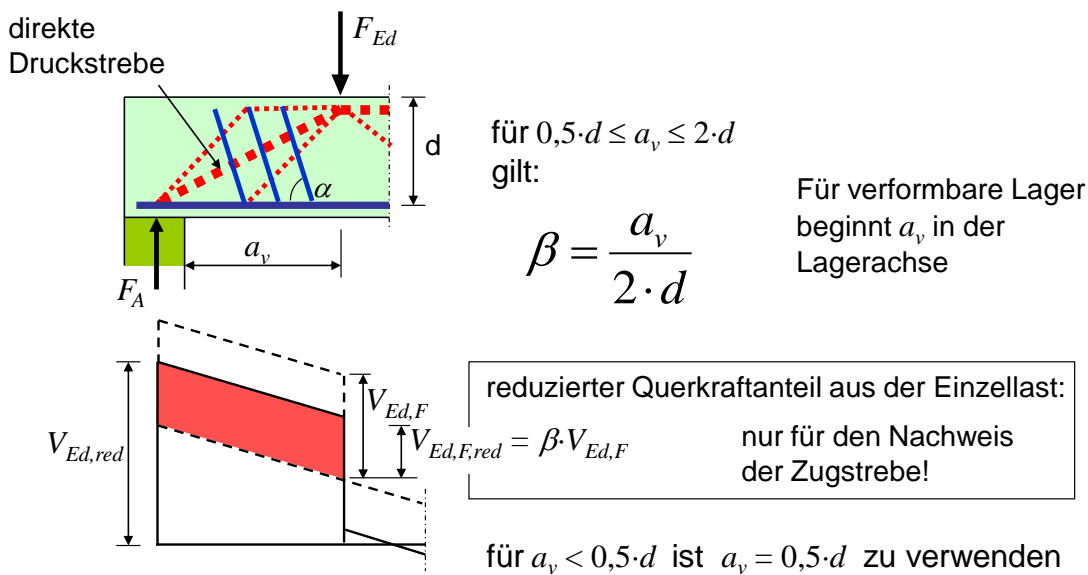 direkte
Druckstrebe
F_Ed
d
α
a_v
F_A
für 0,5·d ≤ a_v ≤ 2·d
gilt:
β = a_v / 2·d
Für verformbare Lager
beginnt a_v in der
Lagerachse
V_Ed,red
V_Ed,F
V_Ed,F,red = β·V_Ed,F
reduzierter Querkraftanteil aus der Einzellast:
nur für den Nachweis
der Zugstrebe!
für a_v < 0,5·d ist a_v = 0,5·d zu verwenden